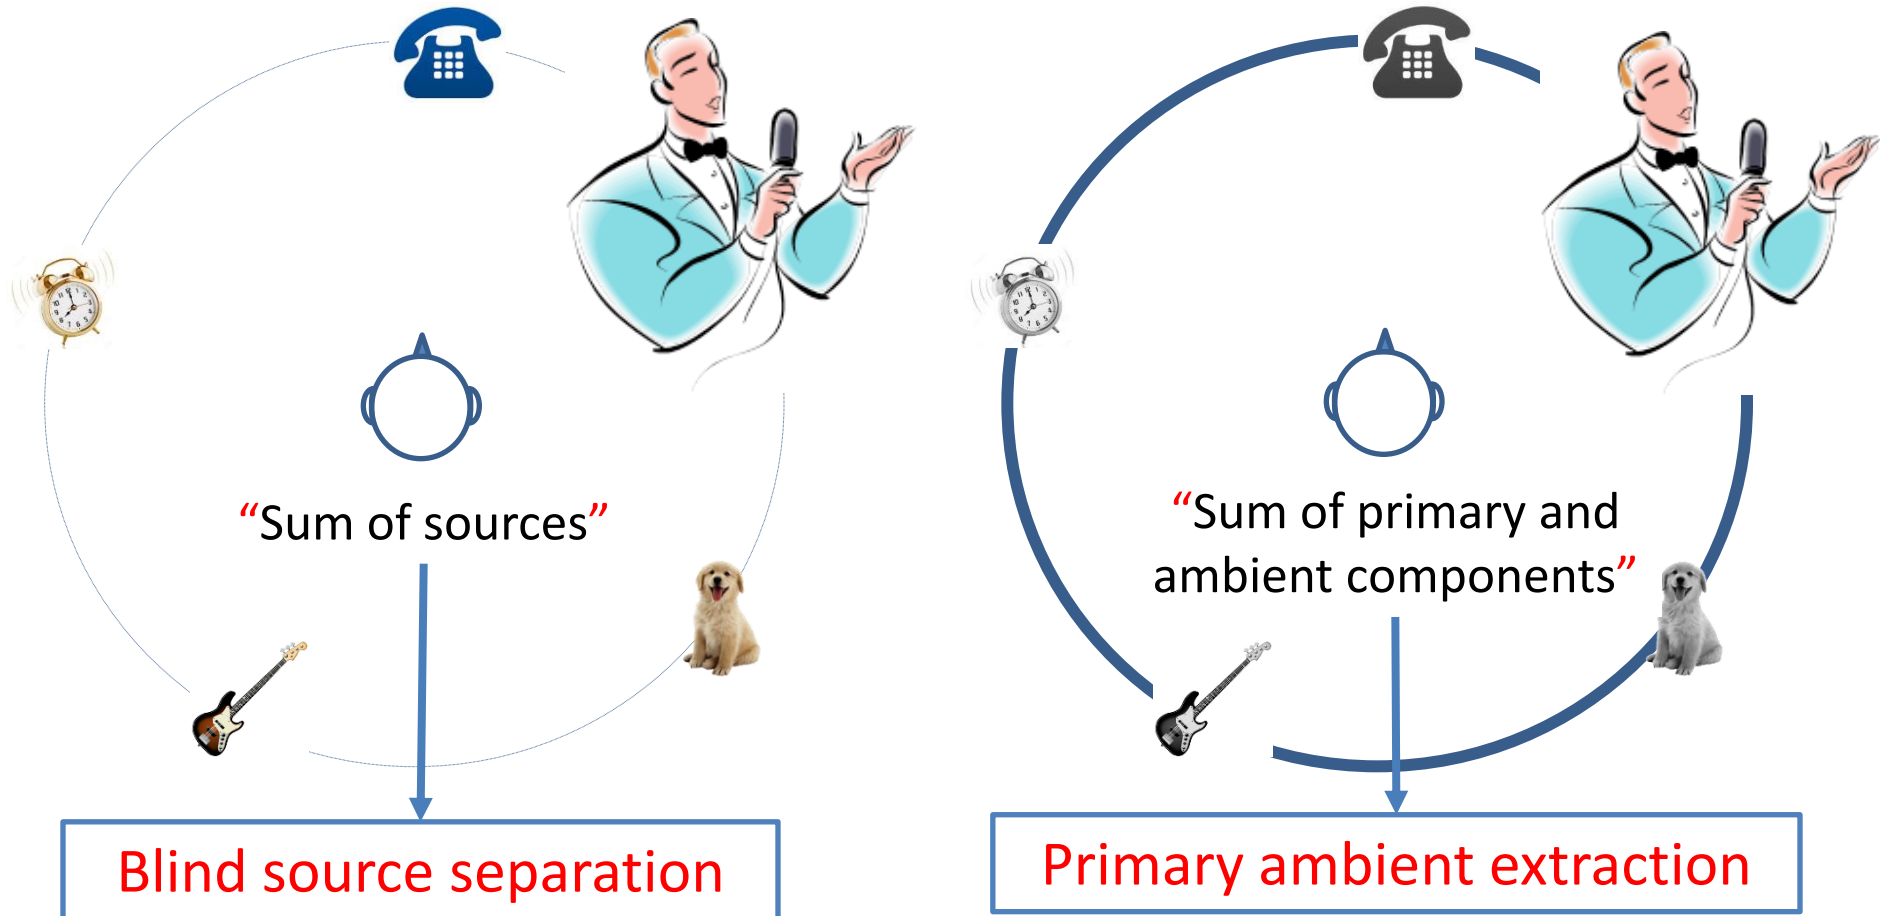 “Sum of sources”
Blind source separation
“Sum of primary and
ambient components”
Primary ambient extraction